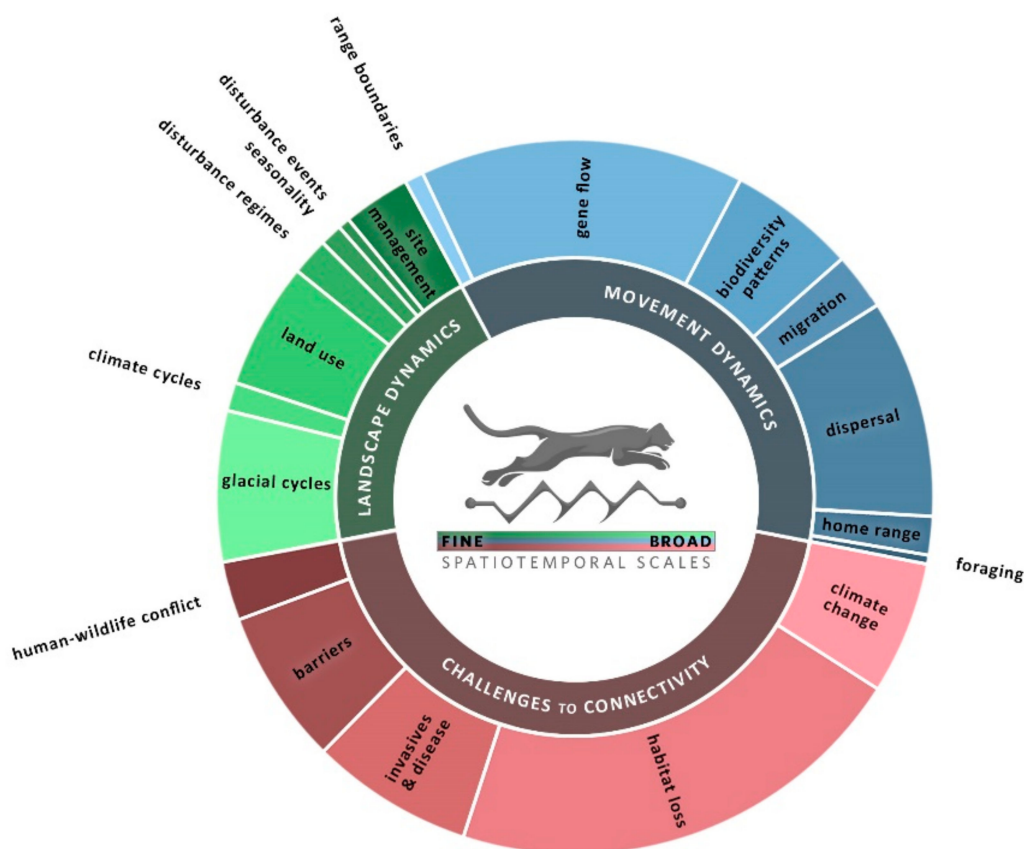 range boundaries
disturbance events
seasonality
disturbance regimes
site
management
land use
climate cycles
glacial cycles
LANDSCAPE DYNAMICS
gene flow
biodiversity
patterns
migration
dispersal
home range
foraging
MOVEMENT DYNAMICS
FINE BROAD
SPATIOTEMPORAL SCALES
climate
change
habitat loss
invasives
& disease
barriers
human-wildlife conflict
CHALLENGES TO CONNECTIVITY